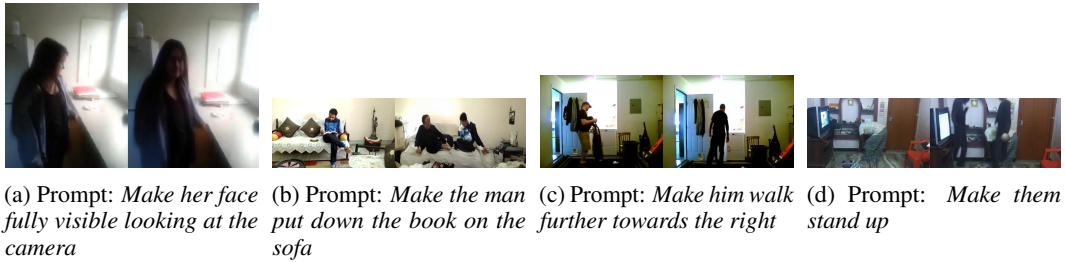 (a) Prompt: Make her face
fully visible looking at the
camera
(b) Prompt: Make the man
put down the book on the
sofa
(c) Prompt: Make him walk
further towards the right
(d) Prompt: Make them
stand up